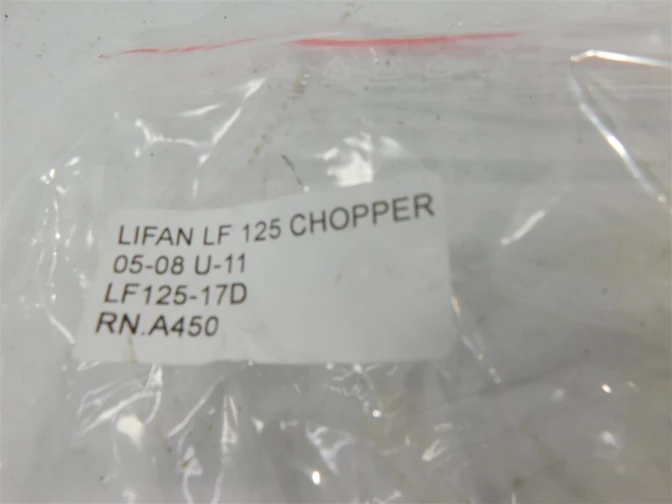 LIFAN LF 125 CHOPPER
05-08 U-11
LF125-17D
RN.A450